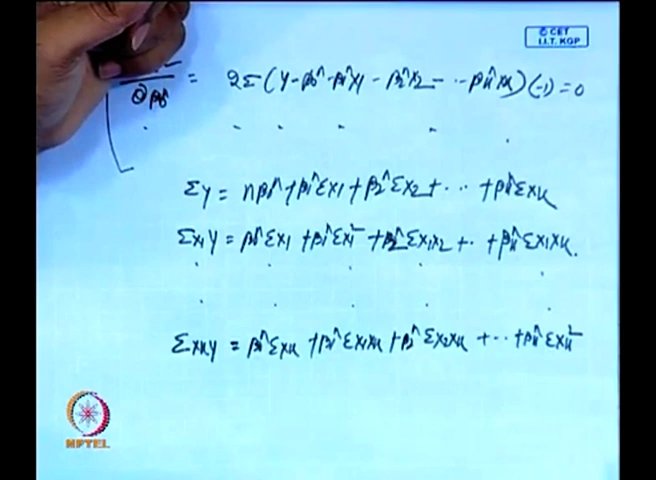 © CET
I.I.T. KGP
∂β₀^ = 2Σ(Y - β₀^ - β₁^X₁ - β₂^X₂ - ·· βₖ^Xₖ)(-1) = 0
ΣY = nβ₀^ + β₁^ΣX₁ + β₂^ΣX₂ + ··· + βₖ^ΣXₖ
ΣX₁Y = β₀^ΣX₁ + β₁^ΣX₁² + β₂^ΣX₁X₂ + ·· + βₖ^ΣX₁Xₖ.
ΣXₖY = β₀^ΣXₖ + β₁^ΣX₁Xₖ + β₂^ΣX₂Xₖ + ·· + βₖ^ΣXₖ²
NPTEL